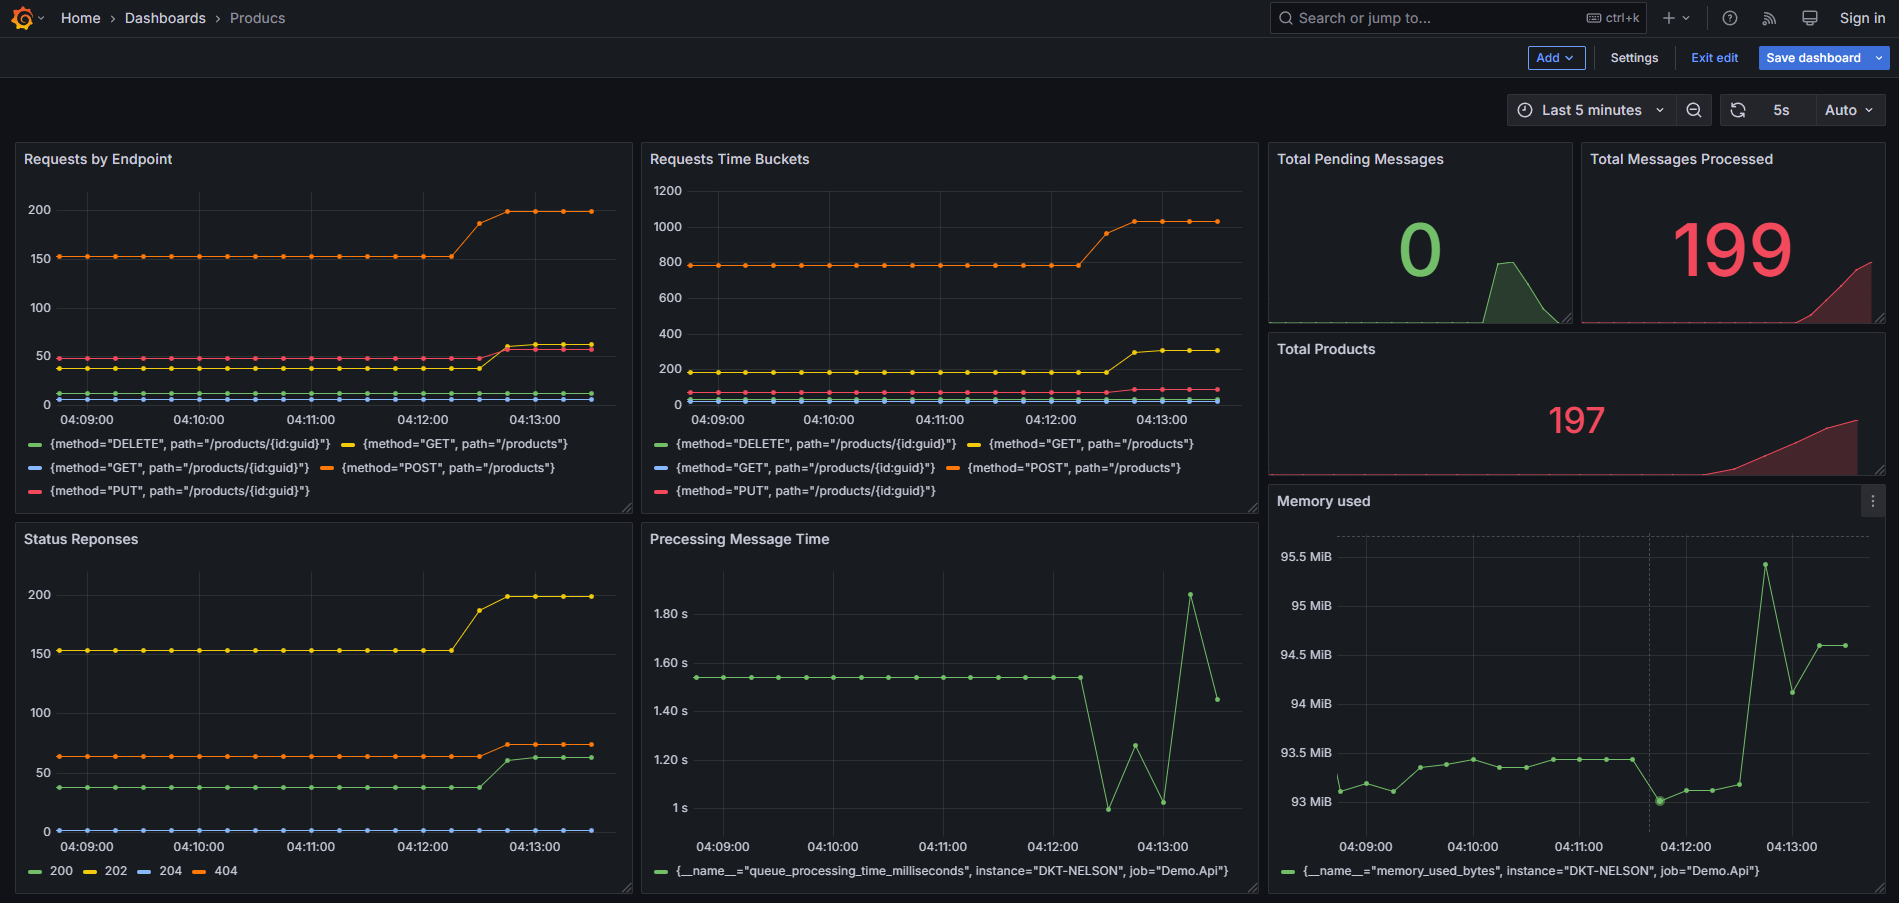 Home › Dashboards › Producs
Search or jump to... ctrl+k
Sign in
Add Settings Exit edit Save dashboard
Last 5 minutes 5s Auto
Requests by Endpoint
200
150
100
50
0
04:09:00 04:10:00 04:11:00 04:12:00 04:13:00
{method="DELETE", path="/products/{id:guid}"} {method="GET", path="/products"}
{method="GET", path="/products/{id:guid}"} {method="POST", path="/products"}
{method="PUT", path="/products/{id:guid}"}
Requests Time Buckets
1200
1000
800
600
400
200
0
04:09:00 04:10:00 04:11:00 04:12:00 04:13:00
{method="DELETE", path="/products/{id:guid}"} {method="GET", path="/products"}
{method="GET", path="/products/{id:guid}"} {method="POST", path="/products"}
{method="PUT", path="/products/{id:guid}"}
Total Pending Messages
0
Total Messages Processed
199
Total Products
197
Status Reponses
200
150
100
50
0
04:09:00 04:10:00 04:11:00 04:12:00 04:13:00
200 202 204 404
Precessing Message Time
1.80 s
1.60 s
1.40 s
1.20 s
1 s
04:09:00 04:10:00 04:11:00 04:12:00 04:13:00
{__name__="queue_processing_time_milliseconds", instance="DKT-NELSON", job="Demo.Api"}
Memory used
95.5 MiB
95 MiB
94.5 MiB
94 MiB
93.5 MiB
93 MiB
04:09:00 04:10:00 04:11:00 04:12:00 04:13:00
{__name__="memory_used_bytes", instance="DKT-NELSON", job="Demo.Api"}